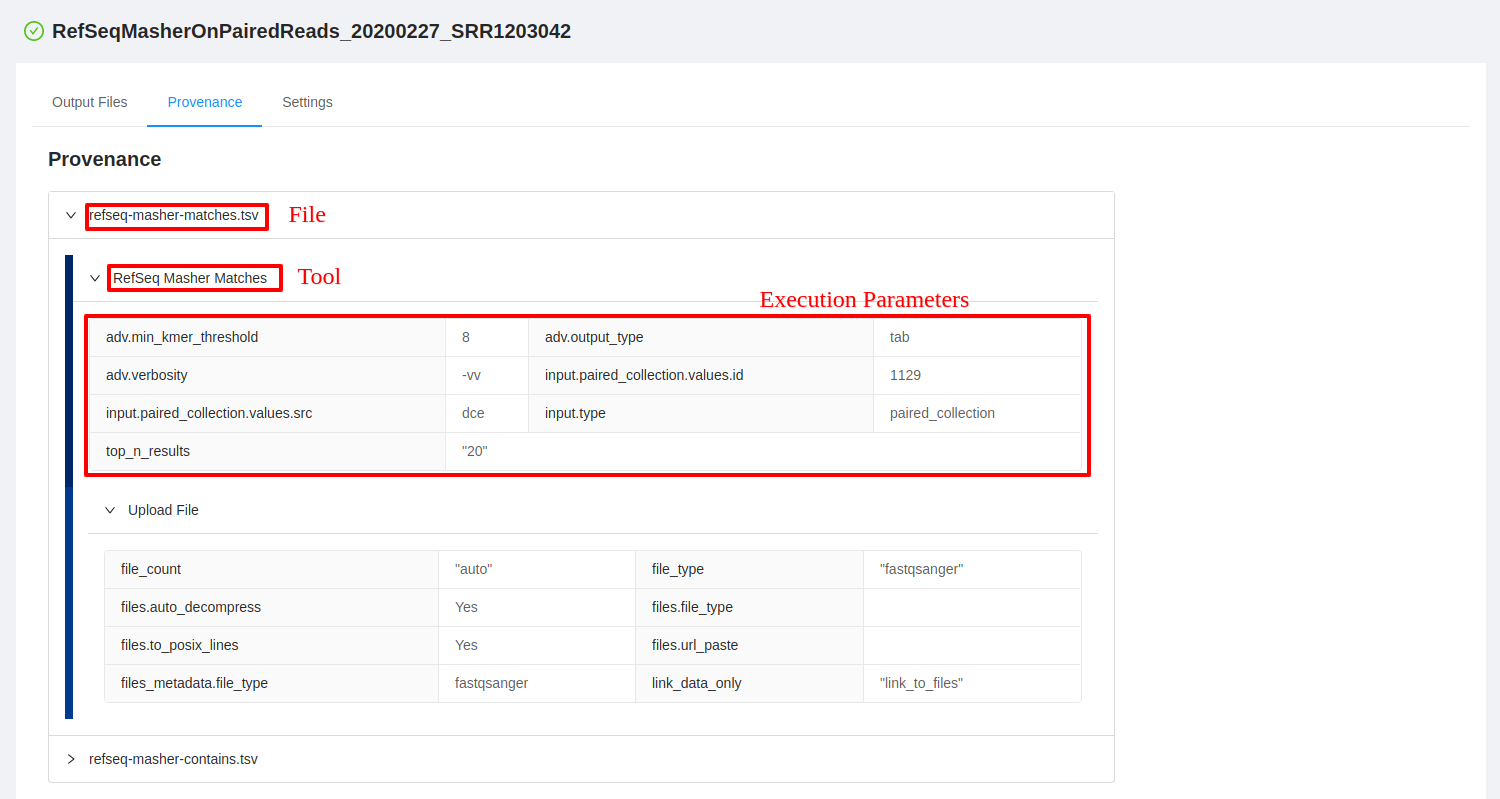 RefSeqMasherOnPairedReads_20200227_SRR1203042
Output Files Provenance Settings
Provenance
refseq-masher-matches.tsv File
RefSeq Masher Matches Tool
Execution Parameters
adv.min_kmer_threshold 8 adv.output_type tab
adv.verbosity -vv input.paired_collection.values.id 1129
input.paired_collection.values.src dce input.type paired_collection
top_n_results "20"
Upload File
file_count "auto" file_type "fastqsanger"
files.auto_decompress Yes files.file_type
files.to_posix_lines Yes files.url_paste
files_metadata.file_type fastqsanger link_data_only "link_to_files"
refseq-masher-contains.tsv